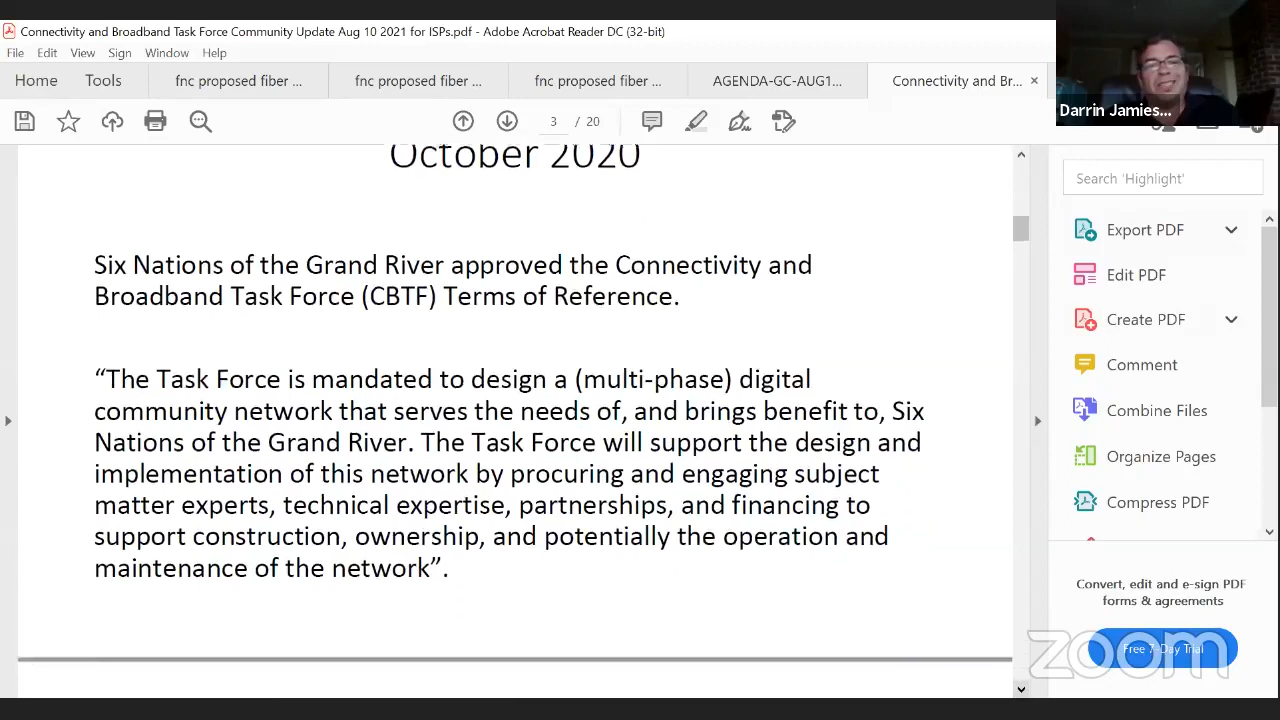 Connectivity and Broadband Task Force Community Update Aug 10 2021 for ISPs.pdf - Adobe Acrobat Reader DC (32-bit)
File Edit View Sign Window Help
Home Tools fnc proposed fiber ... fnc proposed fiber ... fnc proposed fiber ... AGENDA-GC-AUG1... Connectivity and Br... ×
Darrin Jamies...
3 / 20
October 2020
Six Nations of the Grand River approved the Connectivity and
Broadband Task Force (CBTF) Terms of Reference.
“The Task Force is mandated to design a (multi-phase) digital
community network that serves the needs of, and brings benefit to, Six
Nations of the Grand River. The Task Force will support the design and
implementation of this network by procuring and engaging subject
matter experts, technical expertise, partnerships, and financing to
support construction, ownership, and potentially the operation and
maintenance of the network”.
Search 'Highlight'
Export PDF
Edit PDF
Create PDF
Comment
Combine Files
Organize Pages
Compress PDF
Convert, edit and e-sign PDF
forms & agreements
Free 7-Day Trial
zoom